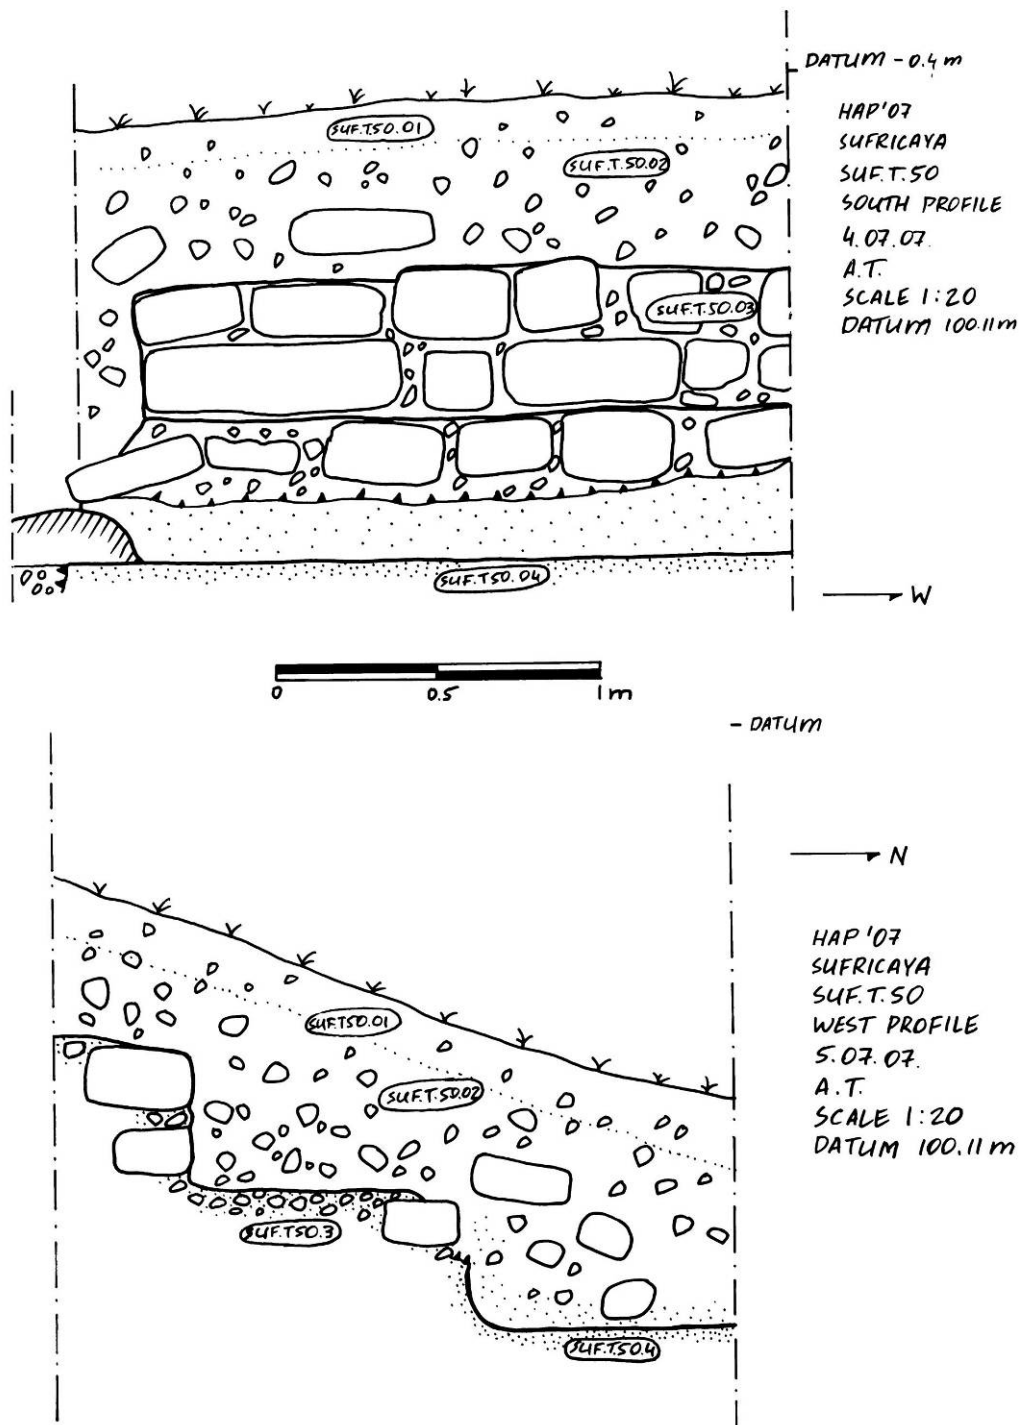 DATUM - 0.4 m
HAP '07
SUFRICAYA
SUF.T.50
SOUTH PROFILE
4.07.07.
A.T.
SCALE 1:20
DATUM 100.11 m
SUF.T.50.01
SUF.T.50.02
SUF.T.50.03
SUF.T.50.04
W
0 0.5 1 m
- DATUM
N
HAP '07
SUFRICAYA
SUF.T.50
WEST PROFILE
5.07.07.
A.T.
SCALE 1:20
DATUM 100.11 m
SUF.T50.01
SUF.T.50.02
SUF.T50.3
SUF.T.50.4